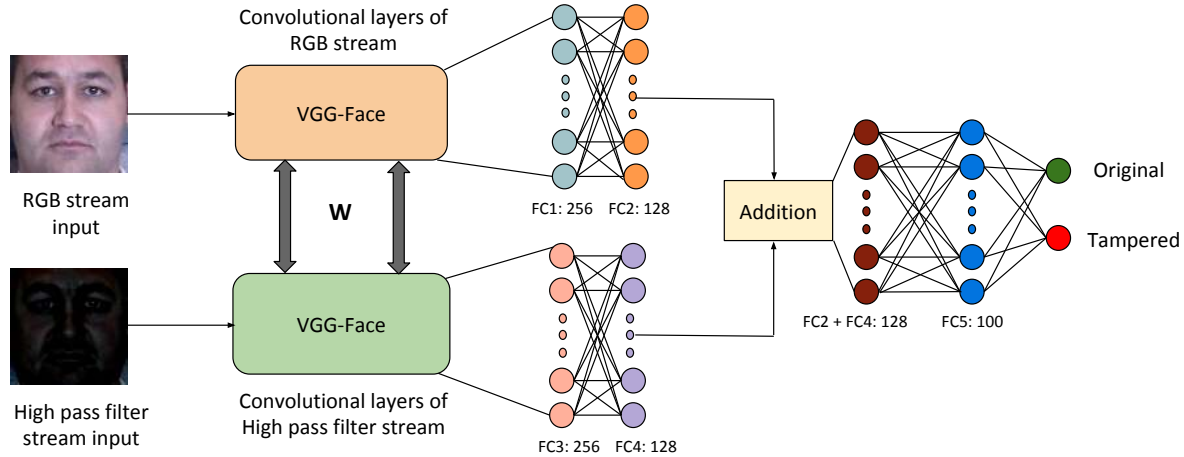 Convolutional layers of
RGB stream
VGG-Face
RGB stream
input
FC1: 256
FC2: 128
W
Addition
Original
Tampered
VGG-Face
FC2 + FC4: 128
FC5: 100
High pass filter
stream input
Convolutional layers of
High pass filter stream
FC3: 256
FC4: 128